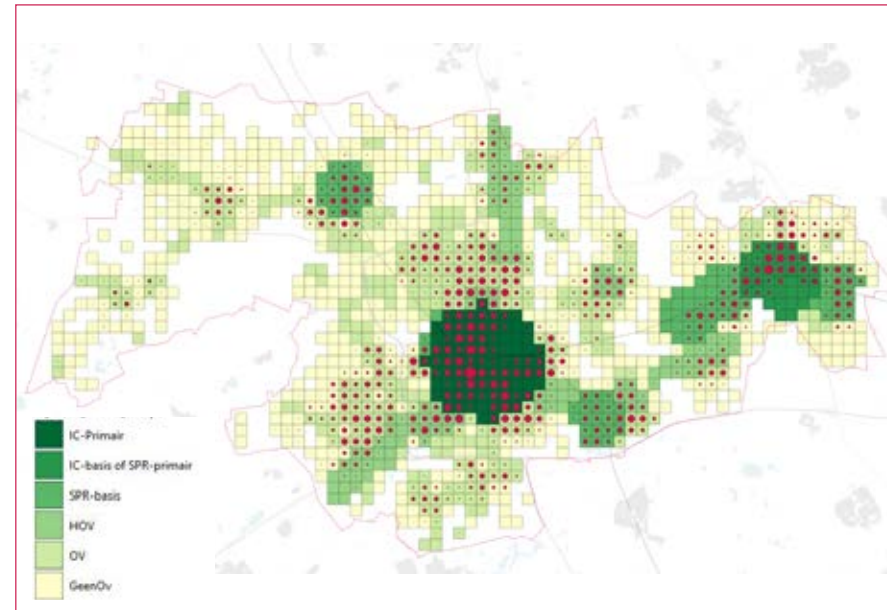 IC-Primair
IC-basis of SPR-primair
SPR-basis
HOV
OV
GeenOv